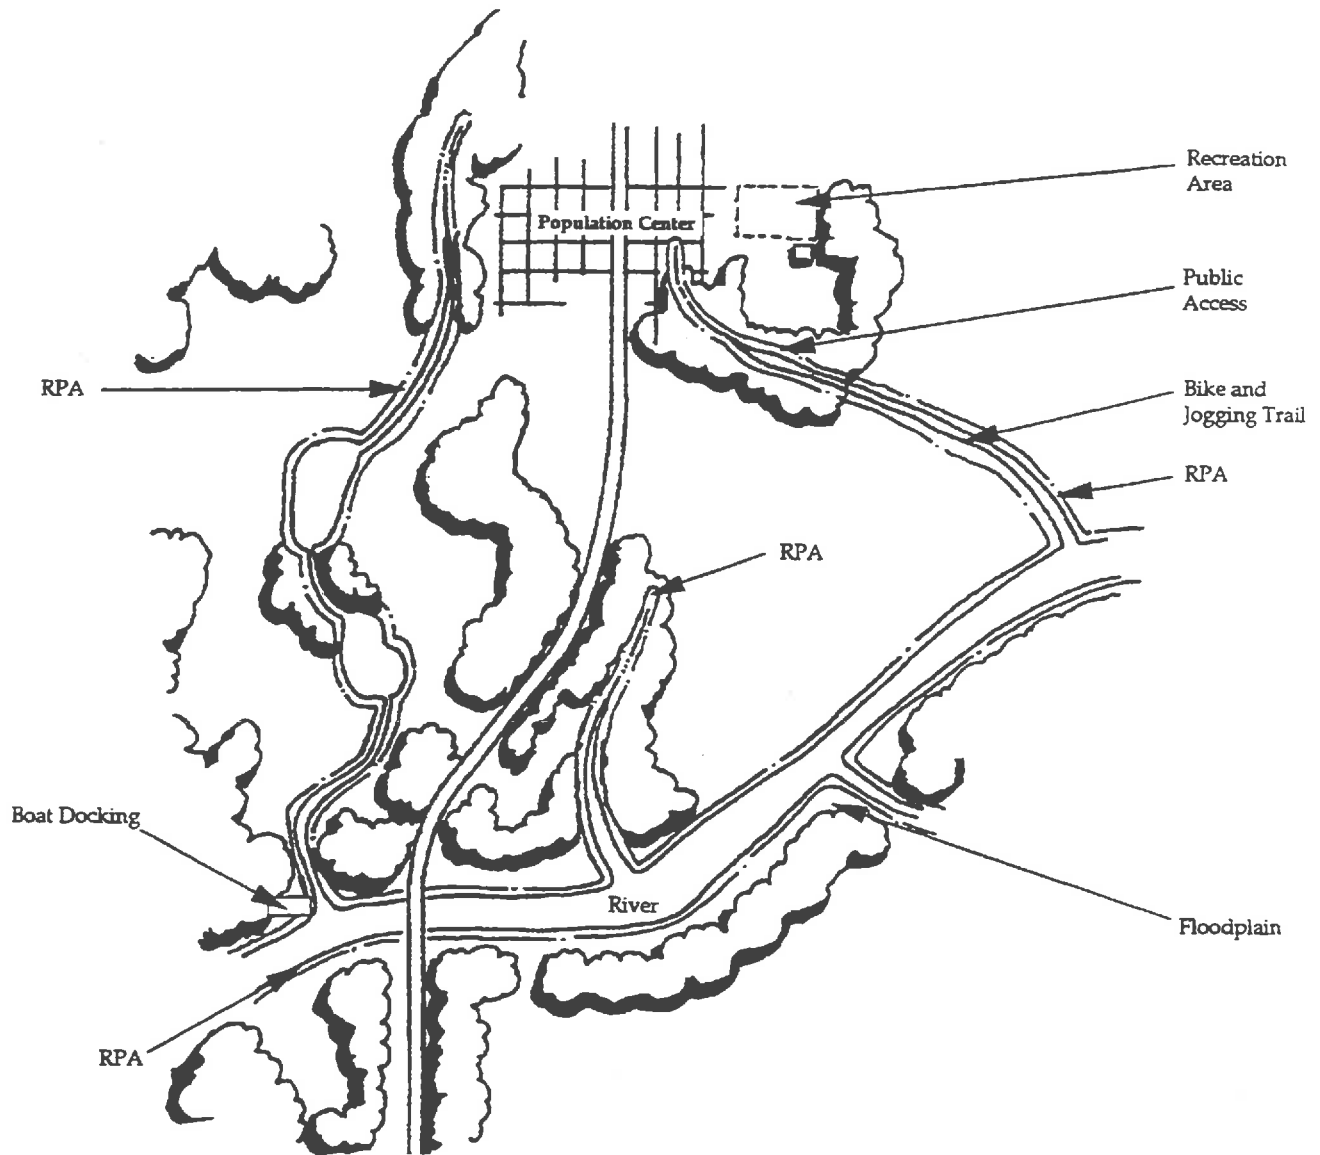 Recreation
Area
Population Center
Public
Access
RPA
Bike and
Jogging Trail
RPA
RPA
Boat Docking
River
Floodplain
RPA